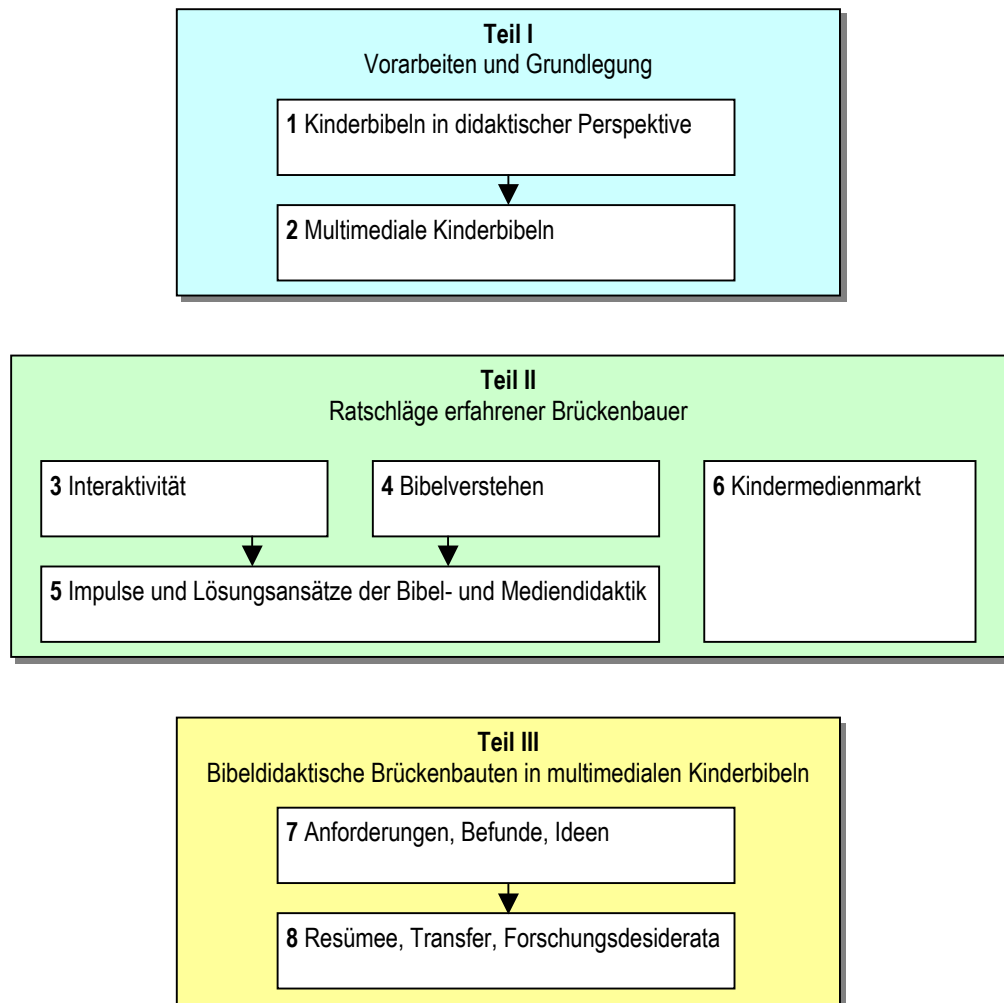 Teil I
Vorarbeiten und Grundlegung
1 Kinderbibeln in didaktischer Perspektive
2 Multimediale Kinderbibeln
Teil II
Ratschläge erfahrener Brückenbauer
3 Interaktivität
4 Bibelverstehen
6 Kindermedienmarkt
5 Impulse und Lösungsansätze der Bibel- und Mediendidaktik
Teil III
Bibeldidaktische Brückenbauten in multimedialen Kinderbibeln
7 Anforderungen, Befunde, Ideen
8 Resümee, Transfer, Forschungsdesiderata